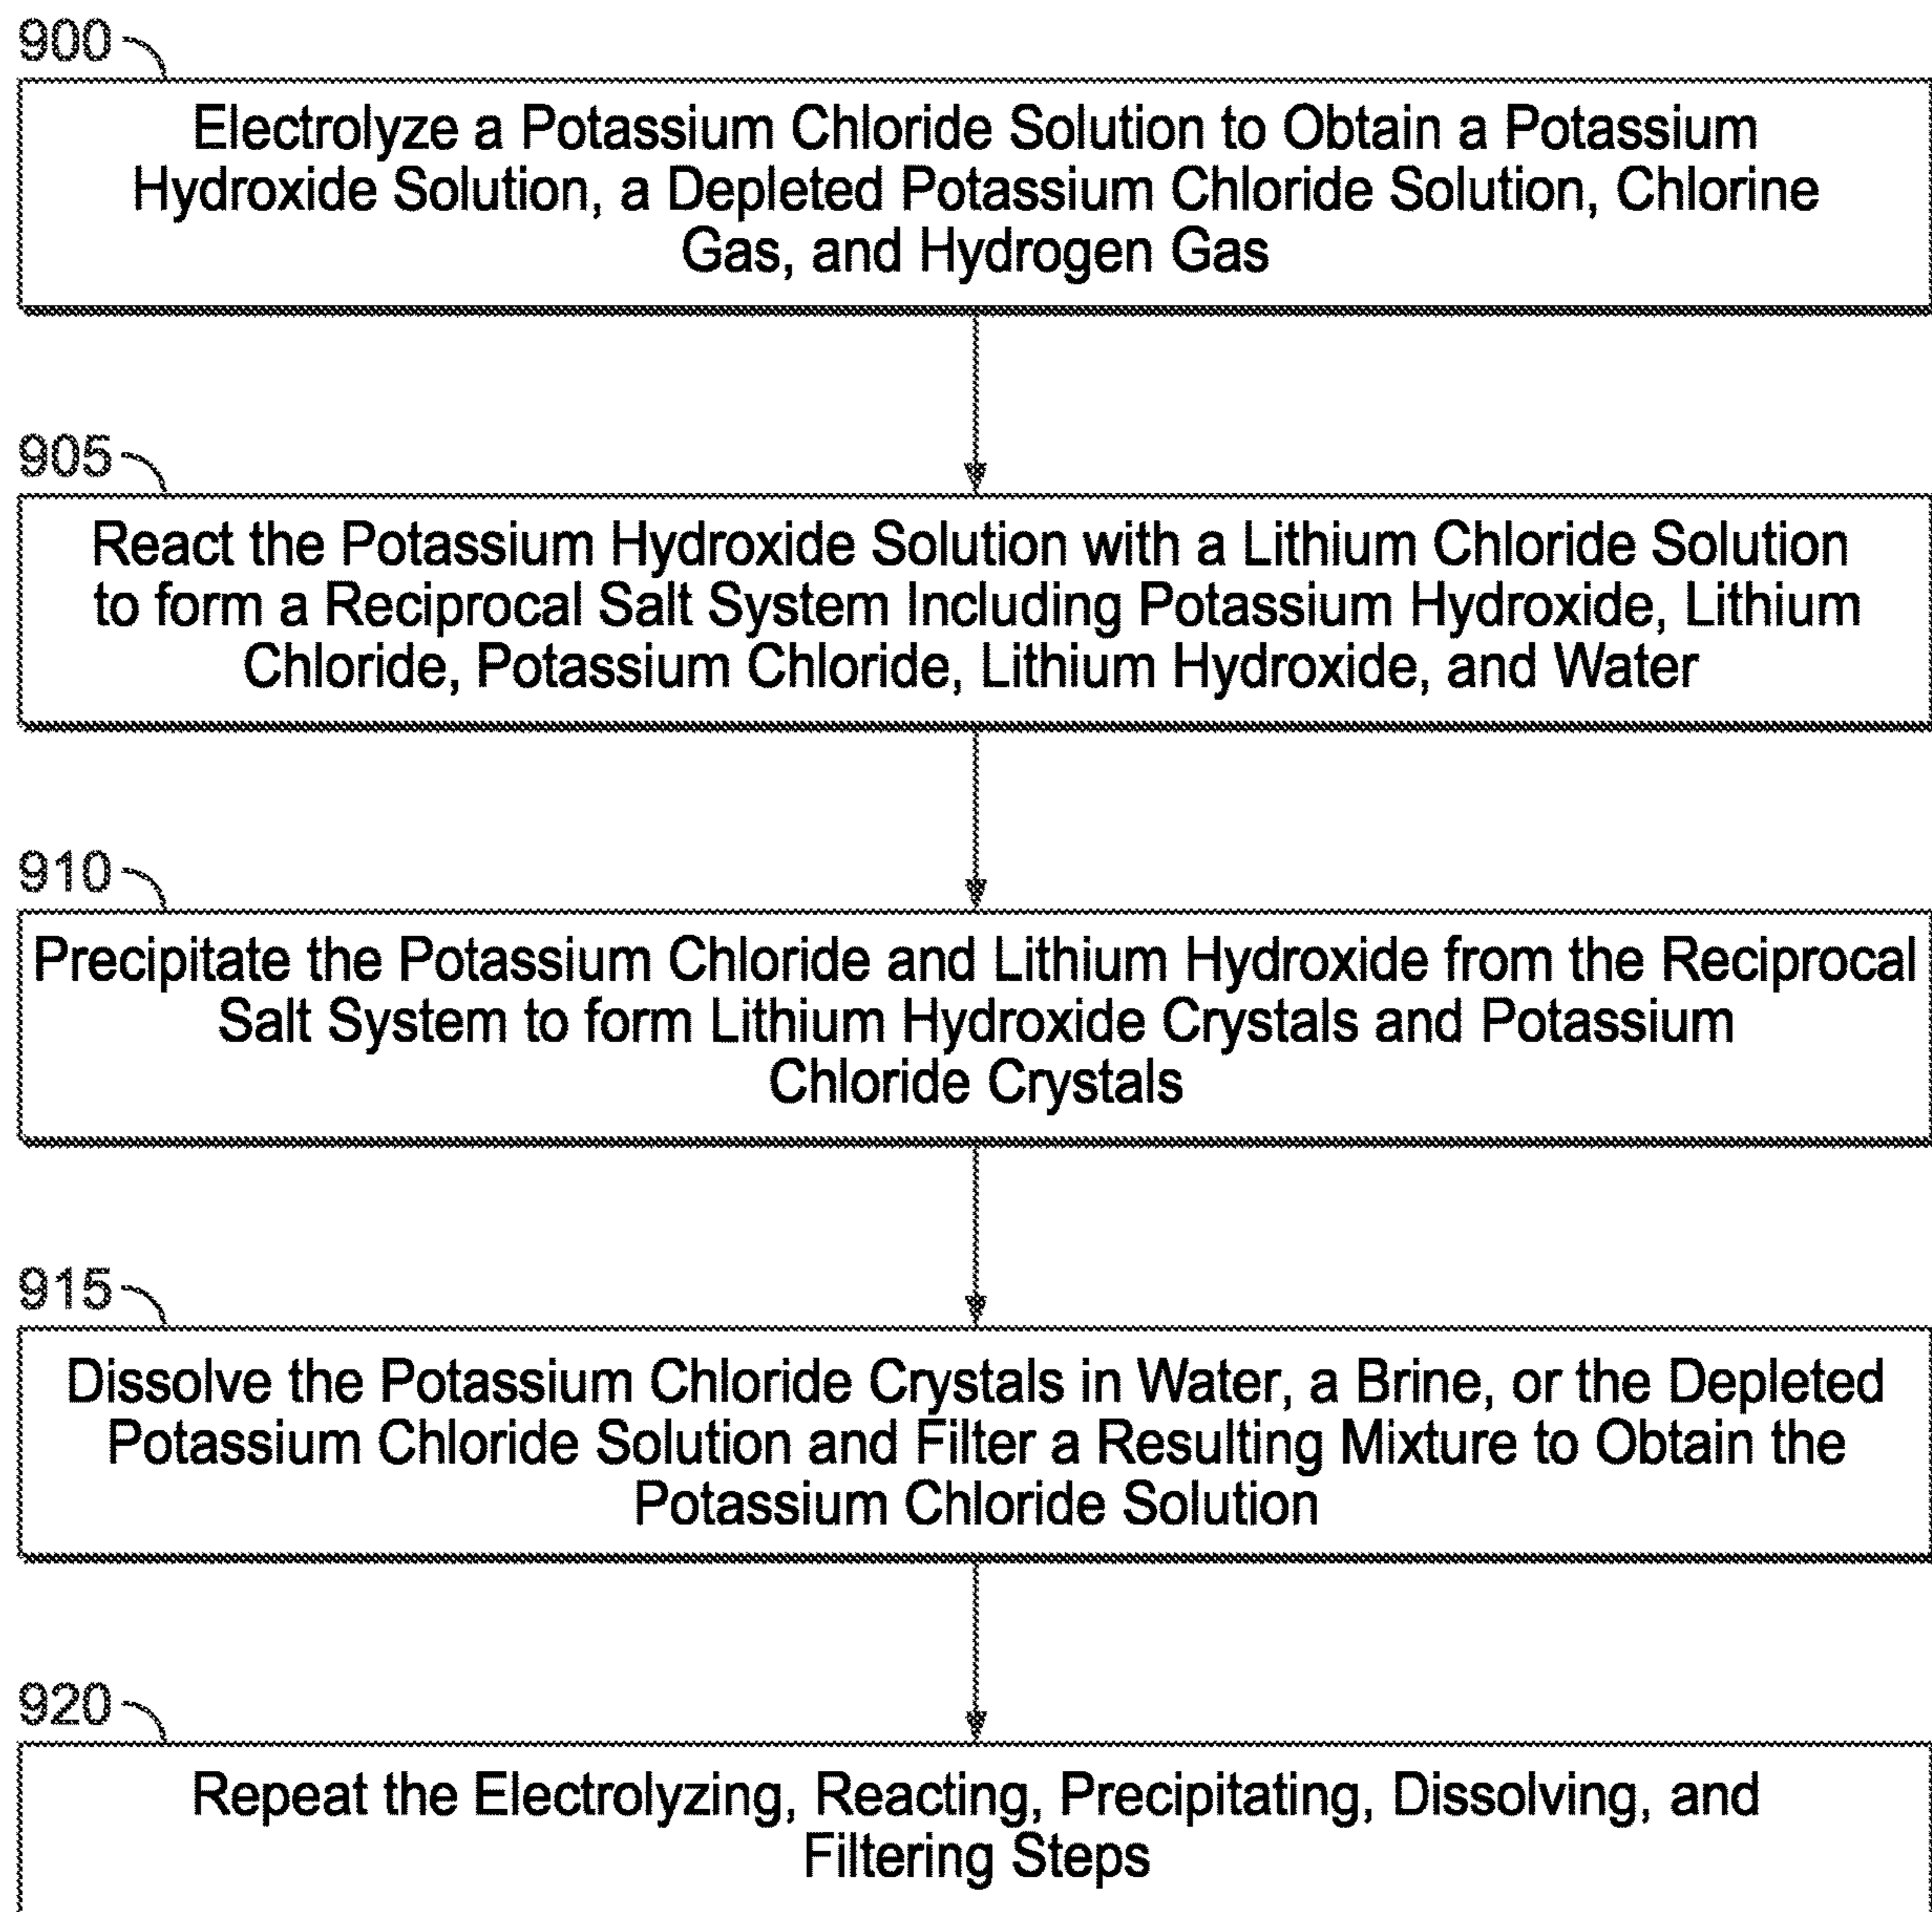 900
Electrolyze a Potassium Chloride Solution to Obtain a Potassium
Hydroxide Solution, a Depleted Potassium Chloride Solution, Chlorine
Gas, and Hydrogen Gas
905
React the Potassium Hydroxide Solution with a Lithium Chloride Solution
to form a Reciprocal Salt System Including Potassium Hydroxide, Lithium
Chloride, Potassium Chloride, Lithium Hydroxide, and Water
910
Precipitate the Potassium Chloride and Lithium Hydroxide from the Reciprocal
Salt System to form Lithium Hydroxide Crystals and Potassium
Chloride Crystals
915
Dissolve the Potassium Chloride Crystals in Water, a Brine, or the Depleted
Potassium Chloride Solution and Filter a Resulting Mixture to Obtain the
Potassium Chloride Solution
920
Repeat the Electrolyzing, Reacting, Precipitating, Dissolving, and
Filtering Steps